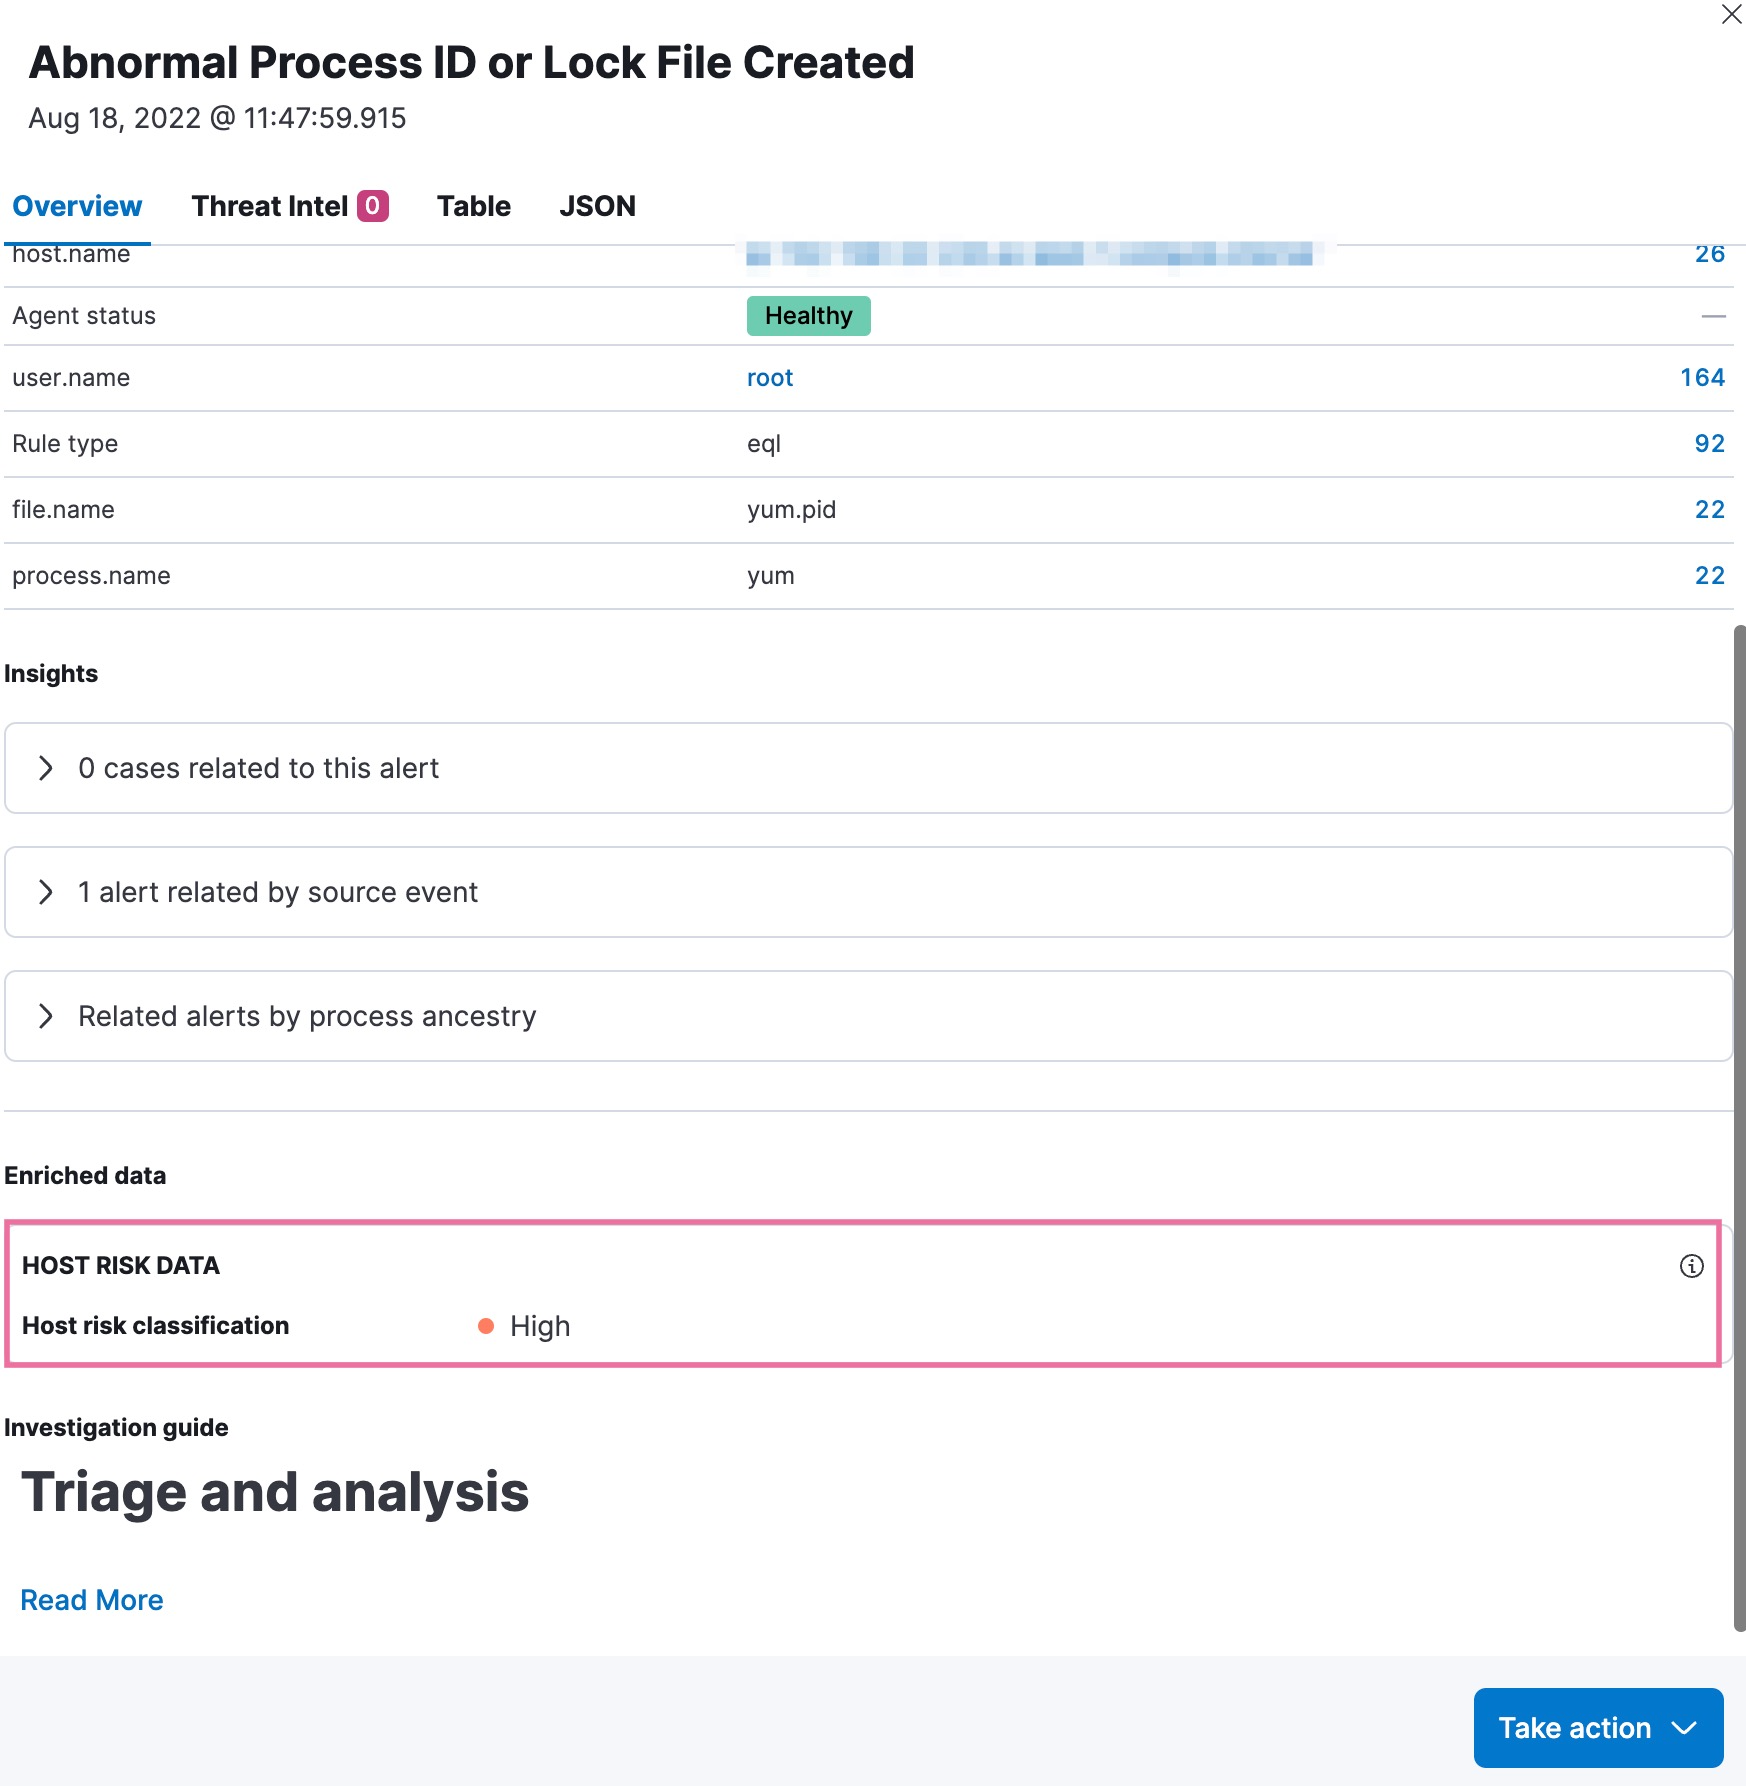 Abnormal Process ID or Lock File Created
Aug 18, 2022 @ 11:47:59.915
Overview Threat Intel 0 Table JSON
host.name 26
Agent status Healthy —
user.name root 164
Rule type eql 92
file.name yum.pid 22
process.name yum 22
Insights
0 cases related to this alert
1 alert related by source event
Related alerts by process ancestry
Enriched data
HOST RISK DATA
Host risk classification High
Investigation guide
Triage and analysis
Read More
Take action